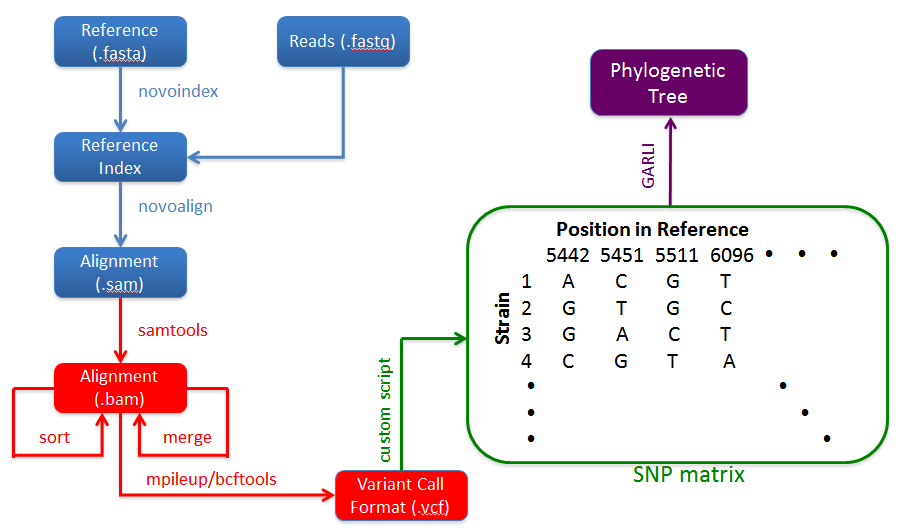 Reference
(.fasta)
Reads (.fastq)
novoindex
Reference
Index
novoalign
Alignment
(.sam)
samtools
Alignment
(.bam)
sort
merge
mpileup/bcftools
Variant Call
Format (.vcf)
custom script
Phylogenetic
Tree
GARLI
Position in Reference
5442 5451 5511 6096 • • •
Strain
1 A C G T
2 G T G C
3 G A C T
4 C G T A
• •
• •
• •
SNP matrix